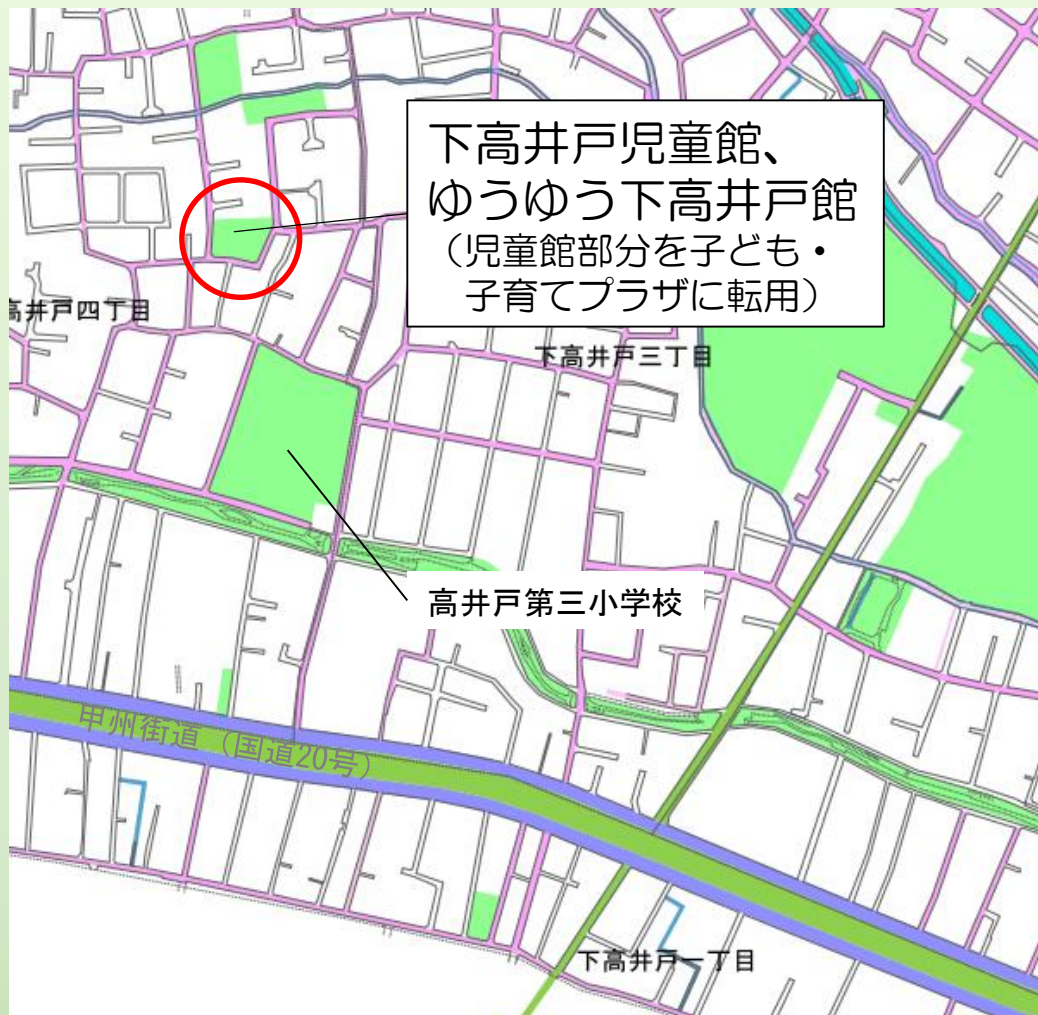 下高井戸児童館、
ゆうゆう下高井戸館
（児童館部分を子ども・
子育てプラザに転用）
高井戸四丁目
下高井戸三丁目
高井戸第三小学校
甲州街道（国道20号）
下高井戸一丁目